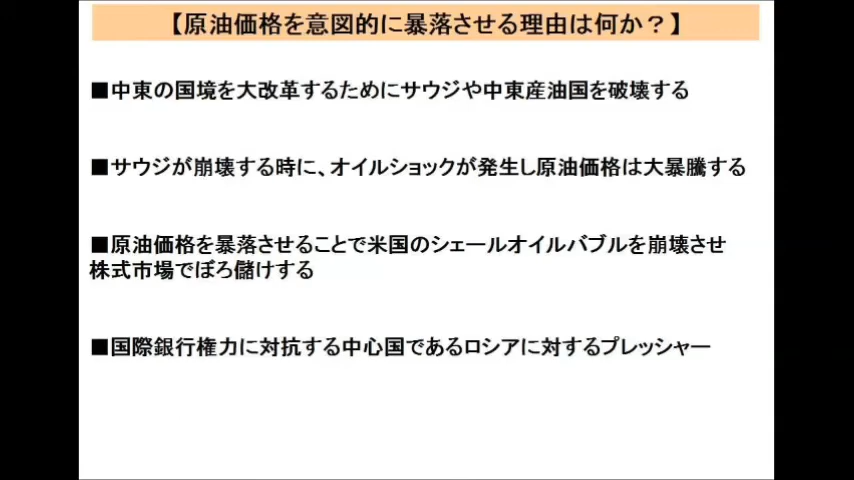 【原油価格を意図的に暴落させる理由は何か？】
■中東の国境を大改革するためにサウジや中東産油国を破壊する
■サウジが崩壊する時に、オイルショックが発生し原油価格は大暴騰する
■原油価格を暴落させることで米国のシェールオイルバブルを崩壊させ
株式市場でぼろ儲けする
■国際銀行権力に対抗する中心国であるロシアに対するプレッシャー